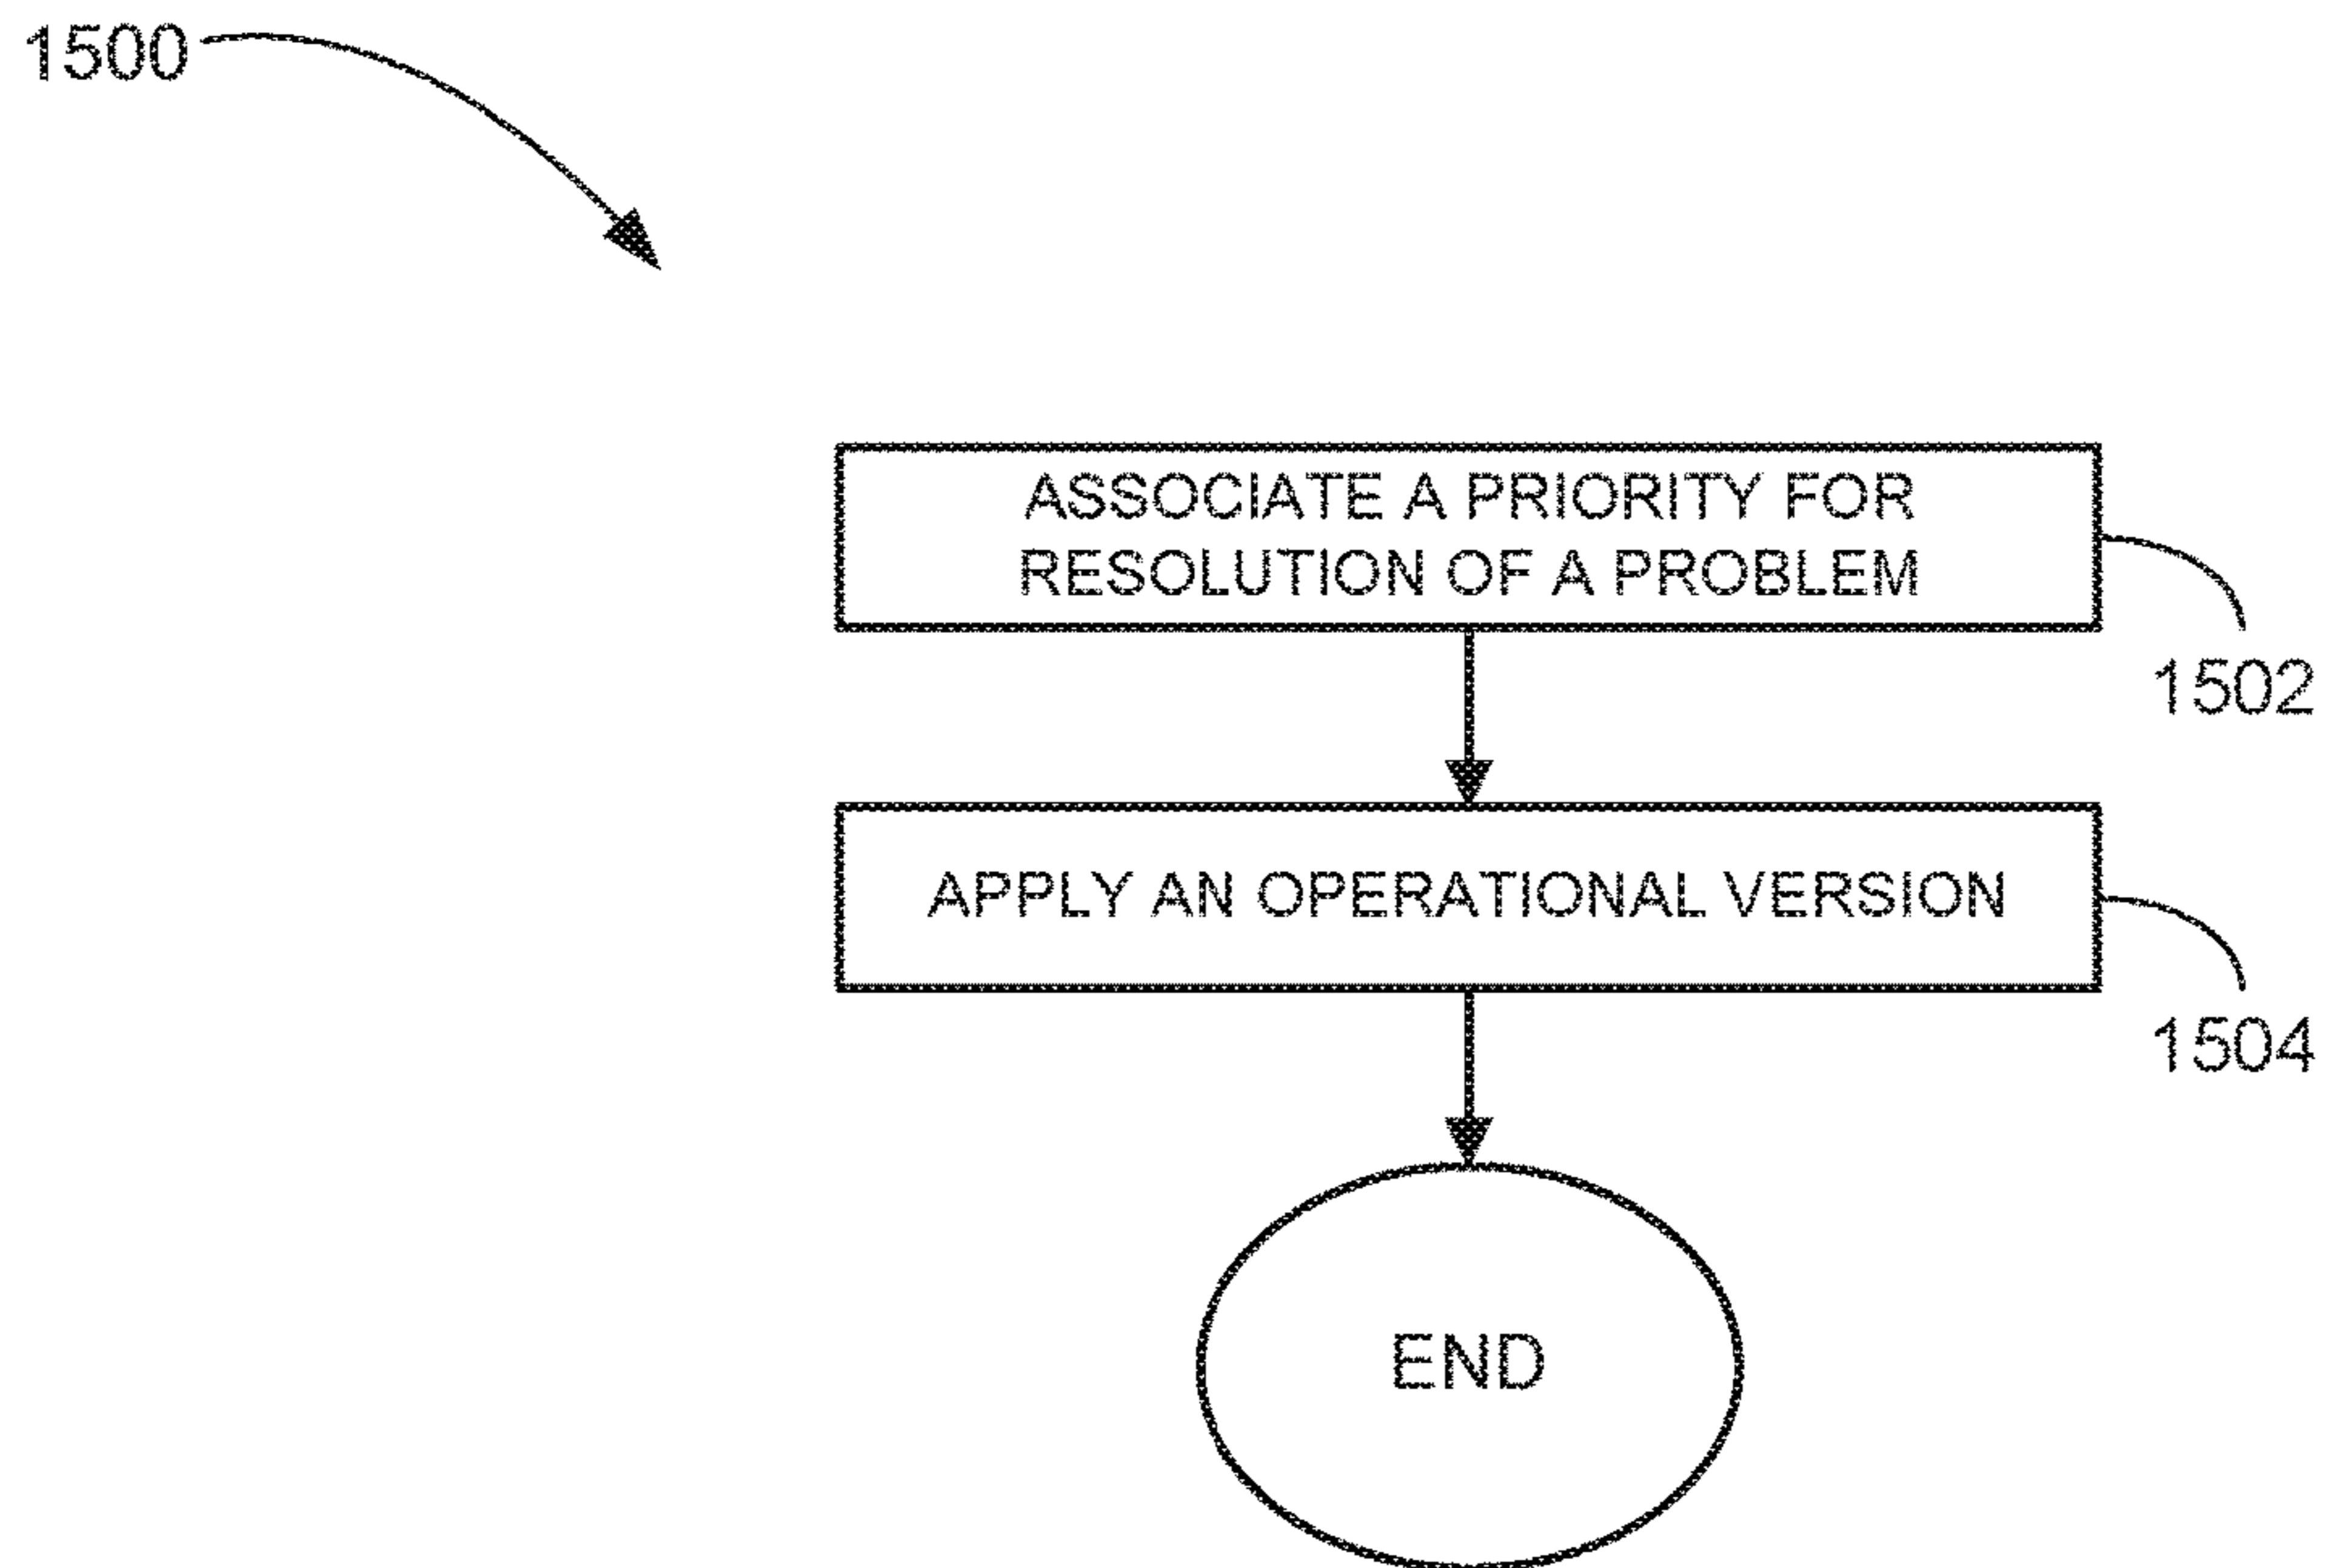 1500
ASSOCIATE A PRIORITY FOR
RESOLUTION OF A PROBLEM
1502
APPLY AN OPERATIONAL VERSION
1504
END